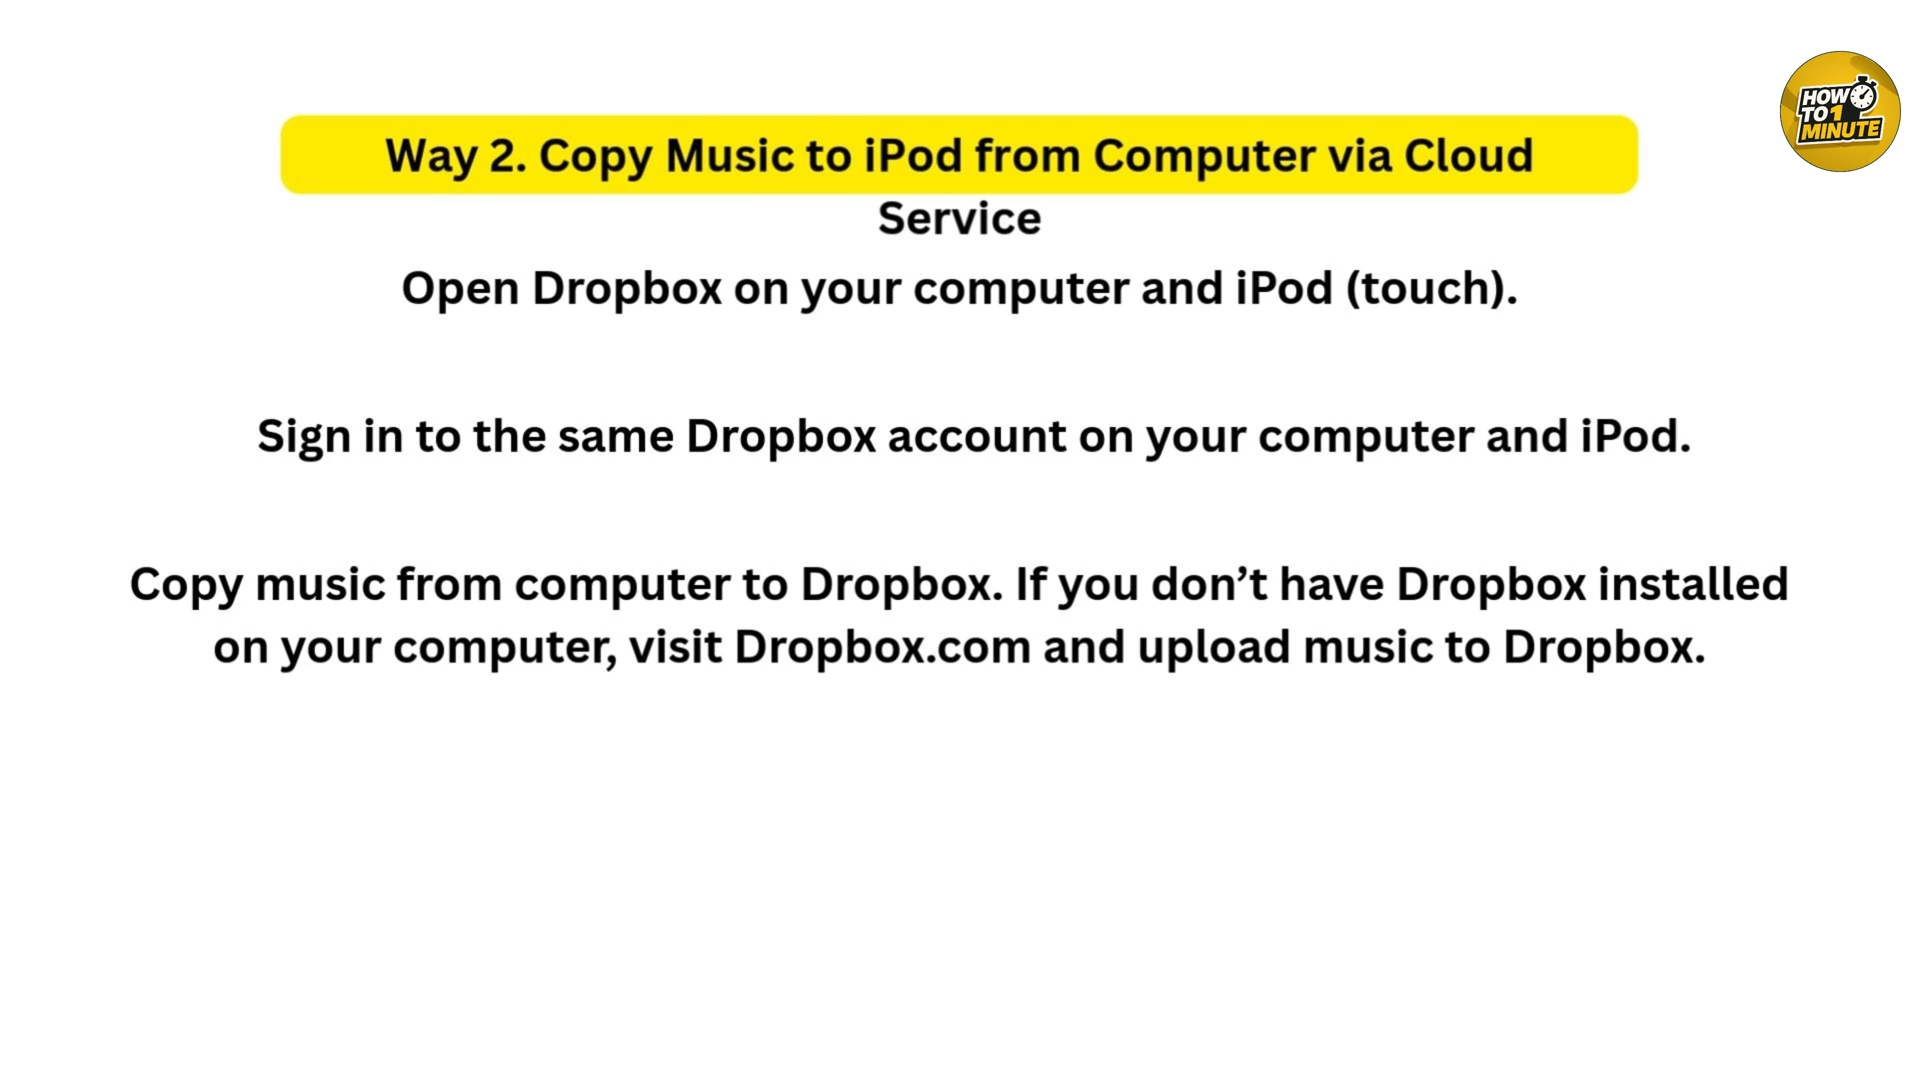 HOW
TO 1
MINUTE
Way 2. Copy Music to iPod from Computer via Cloud
Service
Open Dropbox on your computer and iPod (touch).
Sign in to the same Dropbox account on your computer and iPod.
Copy music from computer to Dropbox. If you don’t have Dropbox installed
on your computer, visit Dropbox.com and upload music to Dropbox.